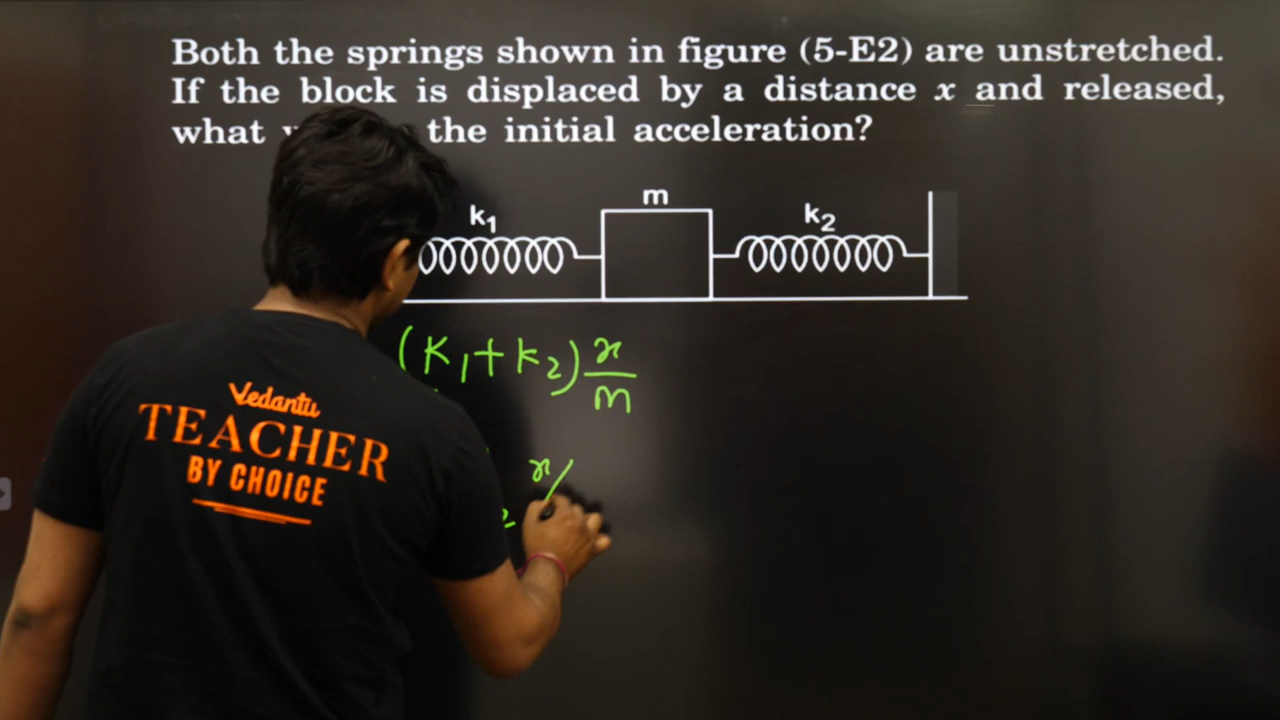 Both the springs shown in figure (5-E2) are unstretched.
If the block is displaced by a distance x and released,
what the initial acceleration?
m
k₁
k₂
(K₁+K₂) x/m
x/
2
Vedantu
TEACHER
BY CHOICE